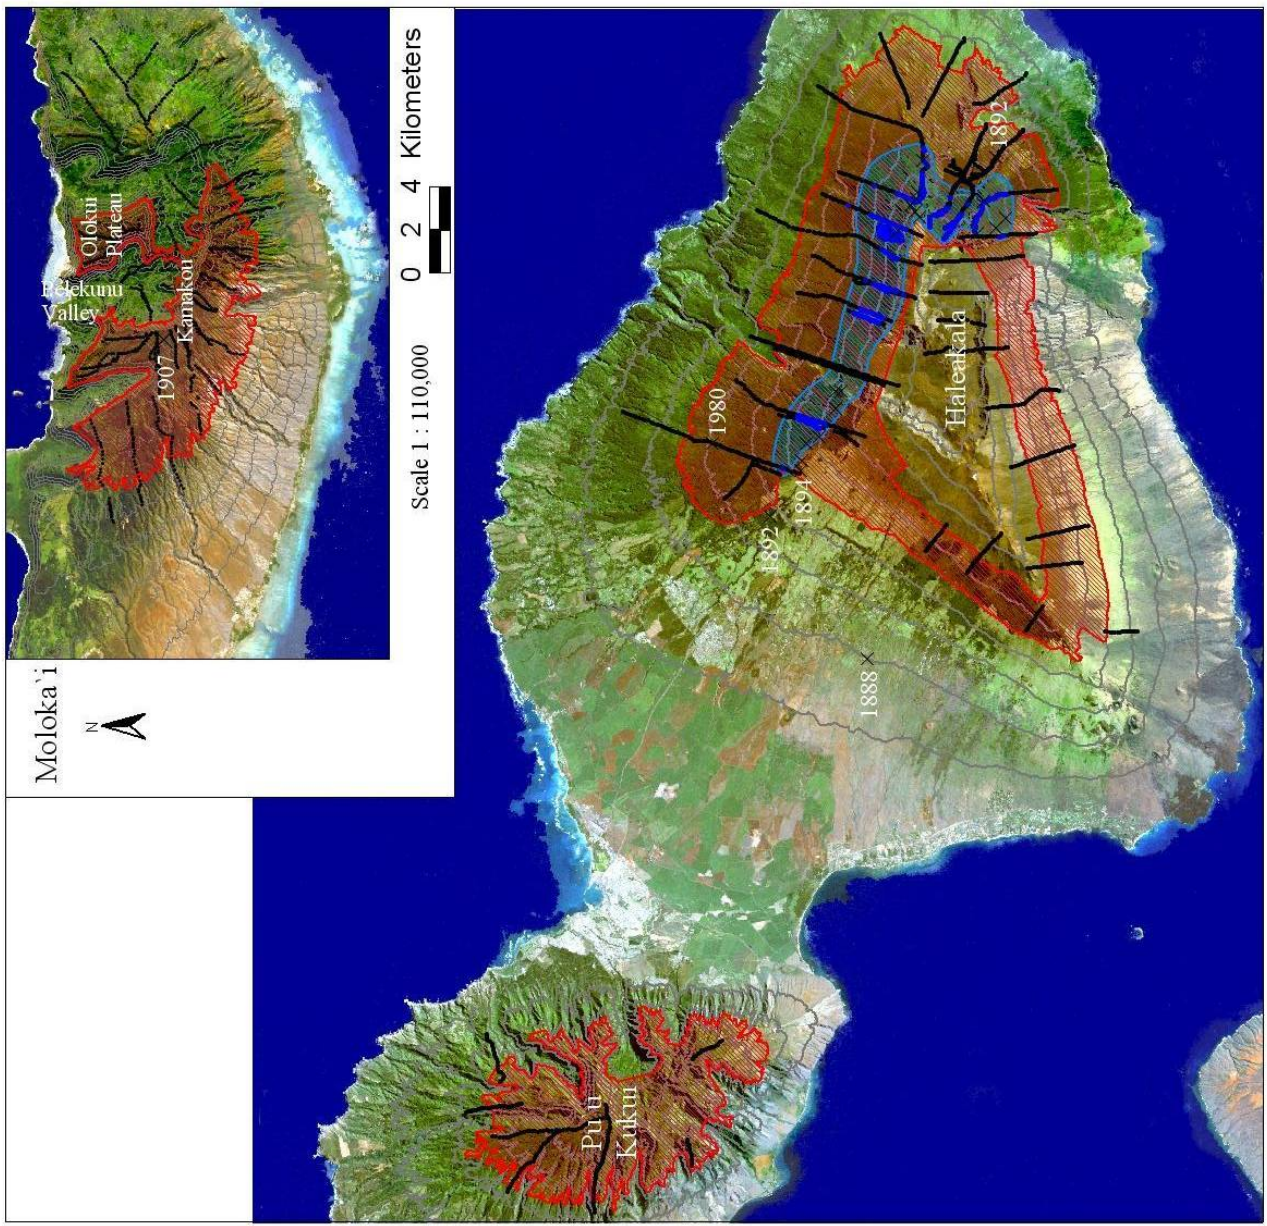 Moloka`i
N
Pelekunu
Valley
Olokui
Plateau
Kamakou
1907
0 2 4 Kilometers
Scale 1 : 110,000
Pu`u
Kukui
1888
1892
1894
1980
Haleakala
1892